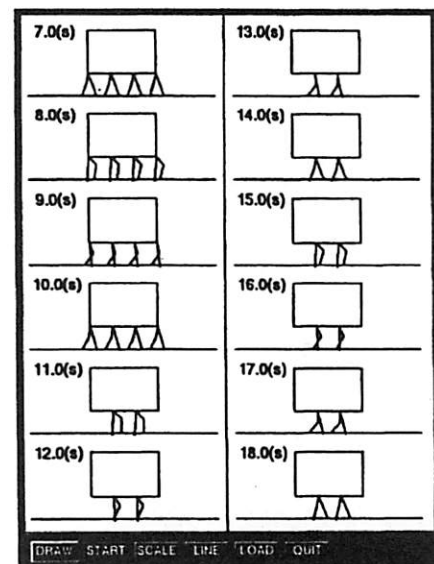 7.0(s)
8.0(s)
9.0(s)
10.0(s)
11.0(s)
12.0(s)
13.0(s)
14.0(s)
15.0(s)
16.0(s)
17.0(s)
18.0(s)
DRAW START SCALE LINE LOAD QUIT